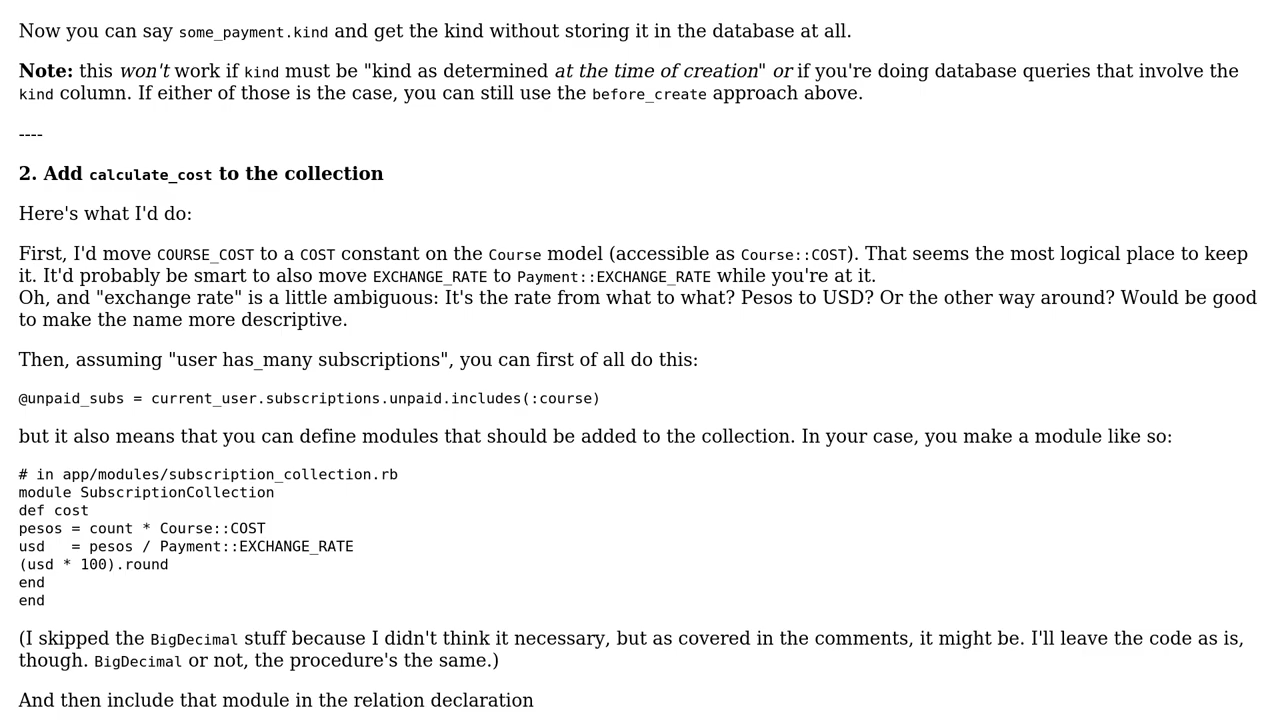 Now you can say some_payment.kind and get the kind without storing it in the database at all.
Note: this won't work if kind must be "kind as determined at the time of creation" or if you're doing database queries that involve the
kind column. If either of those is the case, you can still use the before_create approach above.
----
2. Add calculate_cost to the collection
Here's what I'd do:
First, I'd move COURSE_COST to a COST constant on the Course model (accessible as Course::COST). That seems the most logical place to keep
it. It'd probably be smart to also move EXCHANGE_RATE to Payment::EXCHANGE_RATE while you're at it.
Oh, and "exchange rate" is a little ambiguous: It's the rate from what to what? Pesos to USD? Or the other way around? Would be good
to make the name more descriptive.
Then, assuming "user has_many subscriptions", you can first of all do this:
@unpaid_subs = current_user.subscriptions.unpaid.includes(:course)
but it also means that you can define modules that should be added to the collection. In your case, you make a module like so:
# in app/modules/subscription_collection.rb
module SubscriptionCollection
def cost
pesos = count * Course::COST
usd   = pesos / Payment::EXCHANGE_RATE
(usd * 100).round
end
end
(I skipped the BigDecimal stuff because I didn't think it necessary, but as covered in the comments, it might be. I'll leave the code as is,
though. BigDecimal or not, the procedure's the same.)
And then include that module in the relation declaration